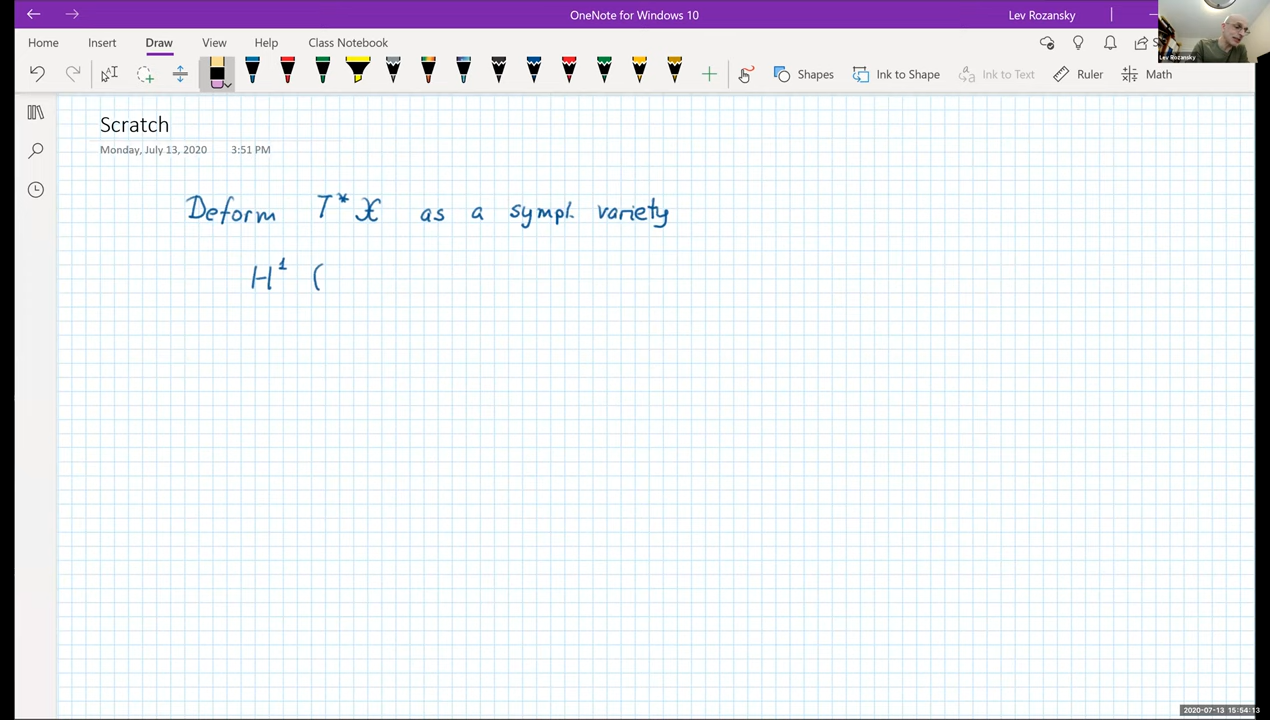 OneNote for Windows 10
Lev Rozansky
Home Insert Draw View Help Class Notebook
Shapes Ink to Shape Ink to Text Ruler Math
Lev Rozansky
Scratch
Monday, July 13, 2020 3:51 PM
Deform T* X as a sympl. variety
H¹ (
2020-07-13 15:54:13